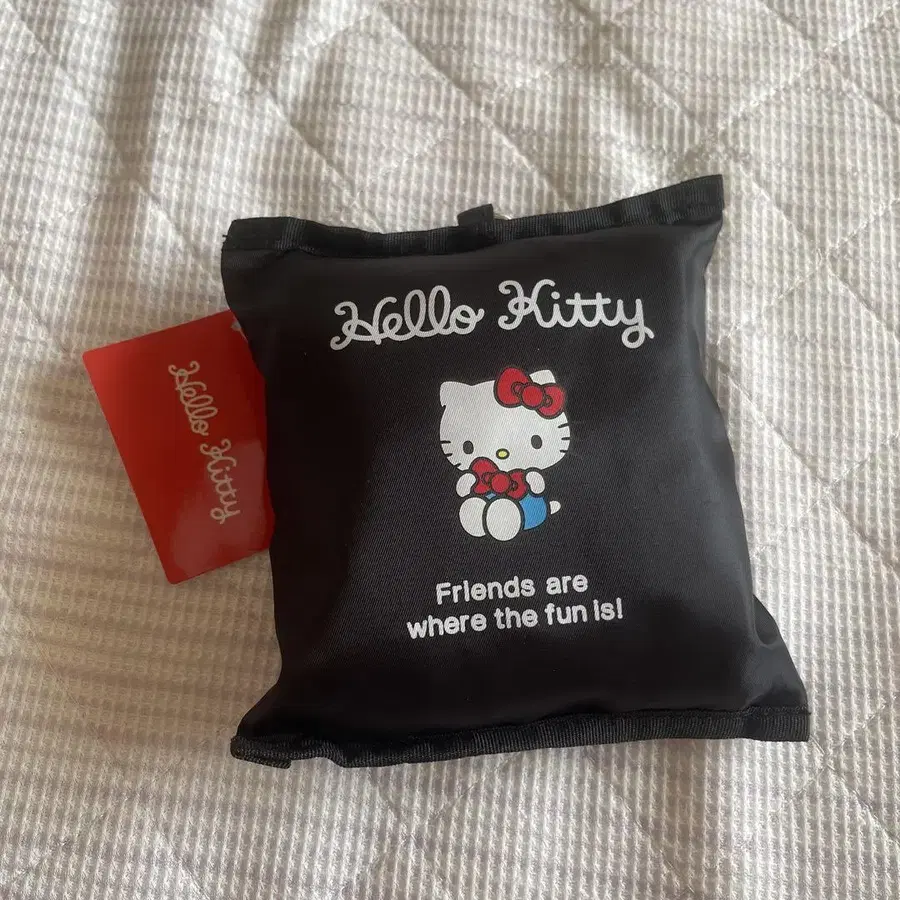 Hello Kitty
Hello Kitty
Friends are
where the fun is!